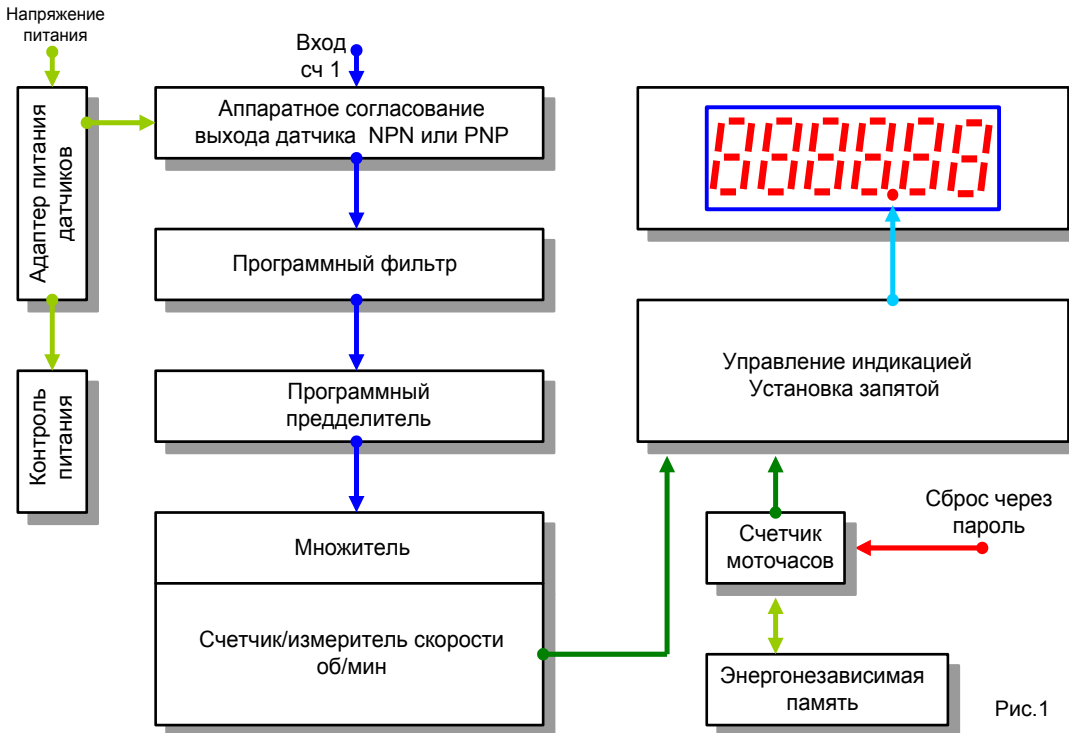 Напряжение
питания
Вход
сч 1
Адаптер питания
датчиков
Аппаратное согласование
выхода датчика NPN или PNP
Программный фильтр
Контроль
питания
Программный
предделитель
Множитель
Счетчик/измеритель скорости
об/мин
Управление индикацией
Установка запятой
Сброс через
пароль
Счетчик
моточасов
Энергонезависимая
память
Рис.1